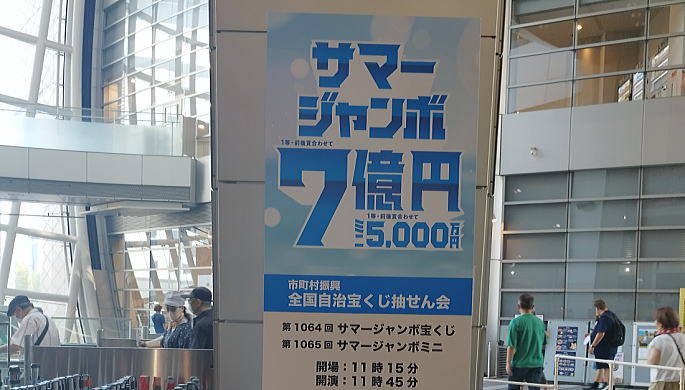 サマー
ジャンボ
1等・前後賞合わせて
7億円
1等・前後賞合わせて
ミニ5,000万円
市町村振興
全国自治宝くじ抽せん会
第1064回 サマージャンボ宝くじ
第1065回 サマージャンボミニ
開場：11時15分
開演：11時45分